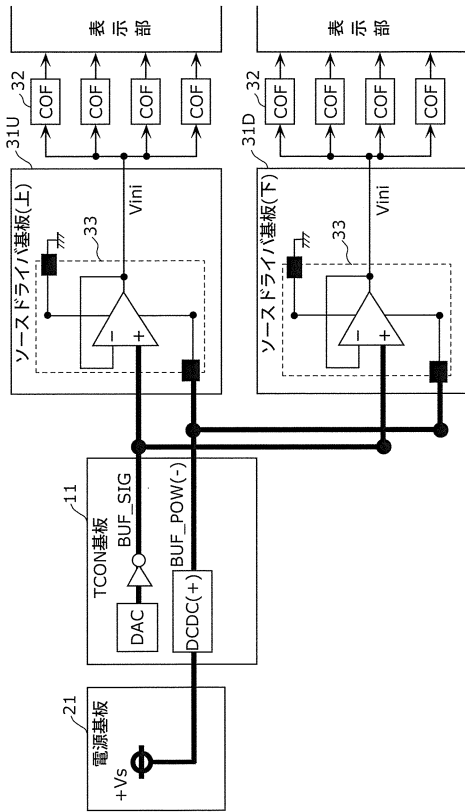 電源基板
21
+Vs
TCON基板
11
DAC
BUF_SIG
DCDC(+)
BUF_POW(-)
ソースドライバ基板(上)
31U
33
−
+
Vini
32
COF
COF
COF
COF
表示部
ソースドライバ基板(下)
31D
33
−
+
Vini
32
COF
COF
COF
COF
表示部